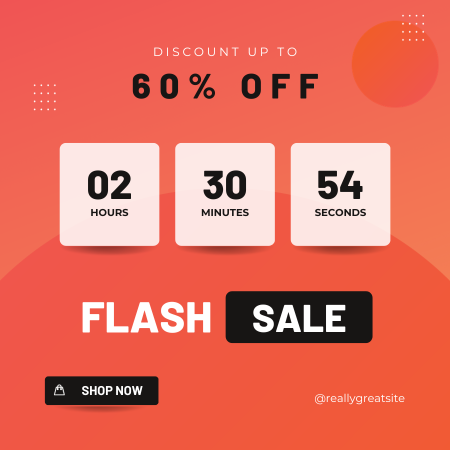 DISCOUNT UP TO
60% OFF
02 30 54
HOURS MINUTES SECONDS
FLASH SALE
SHOP NOW
@reallygreatsite